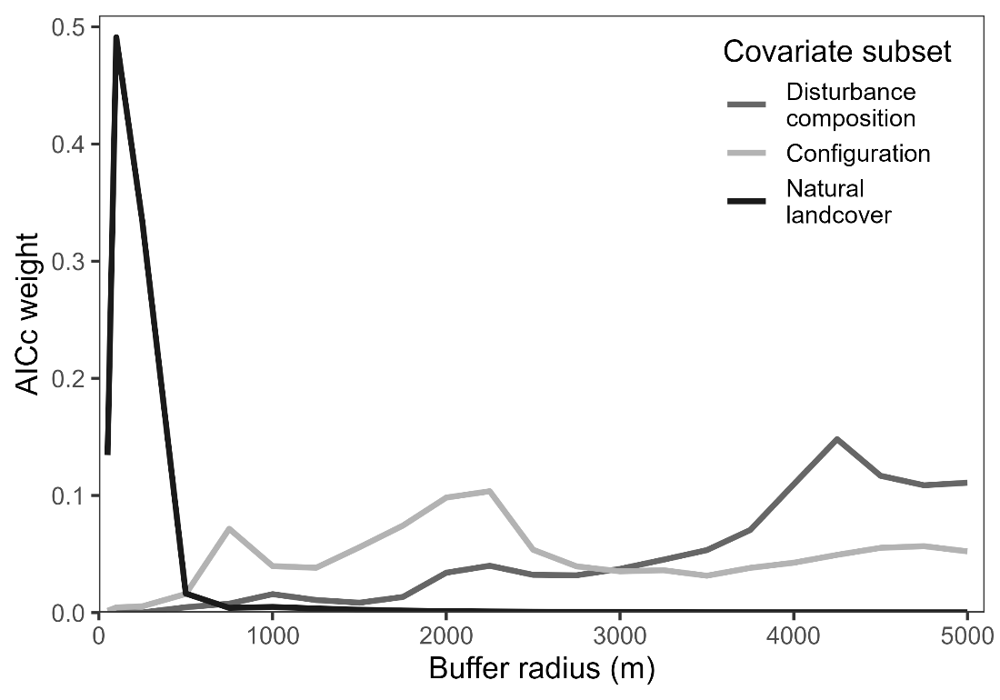 0.5
0.4
0.3
0.2
0.1
0.0
AICc weight
0
1000
2000
3000
4000
5000
Buffer radius (m)
Covariate subset
Disturbance
composition
Configuration
Natural
landcover